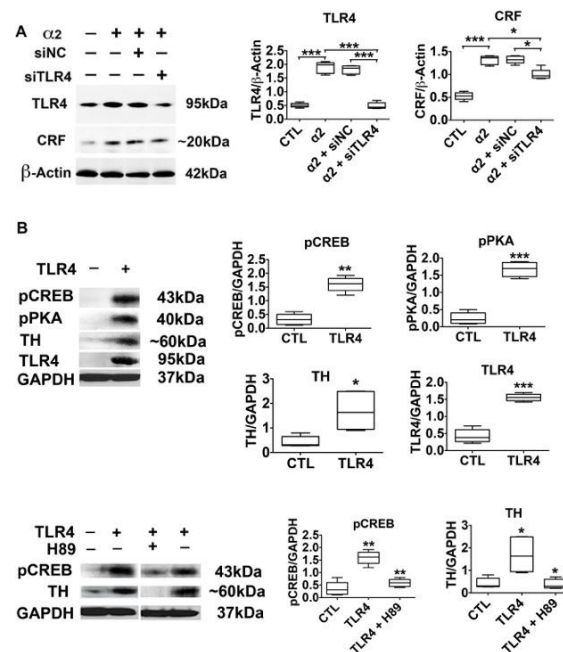 A
α2 − + + +
siNC +
siTLR4 +
TLR4 95kDa
CRF ~20kDa
β-Actin 42kDa
TLR4
TLR4/β-Actin
2.5
2.0
1.5
1.0
0.5
0.0
*** *** ***
CTL
α2
α2 + siNC
α2 + siTLR4
CRF
CRF/β-Actin
1.5
1.0
0.5
0.0
*** * *
CTL
α2
α2 + siNC
α2 + siTLR4
B
TLR4 − +
pCREB 43kDa
pPKA 40kDa
TH ~60kDa
TLR4 95kDa
GAPDH 37kDa
pCREB
pCREB/GAPDH
2.5
2.0
1.5
1.0
0.5
0.0
**
CTL TLR4
pPKA
pPKA/GAPDH
2.0
1.5
1.0
0.5
0.0
***
CTL TLR4
TH
TH/GAPDH
3
2
1
0
*
CTL TLR4
TLR4
TLR4/GAPDH
2.0
1.5
1.0
0.5
0.0
***
CTL TLR4
TLR4 − + + +
H89 +
pCREB 43kDa
TH ~60kDa
GAPDH 37kDa
pCREB
pCREB/GAPDH
2.5
2.0
1.5
1.0
0.5
0.0
** **
CTL
TLR4
TLR4 + H89
TH
TH/GAPDH
3
2
1
0
* *
CTL
TLR4
TLR4 + H89